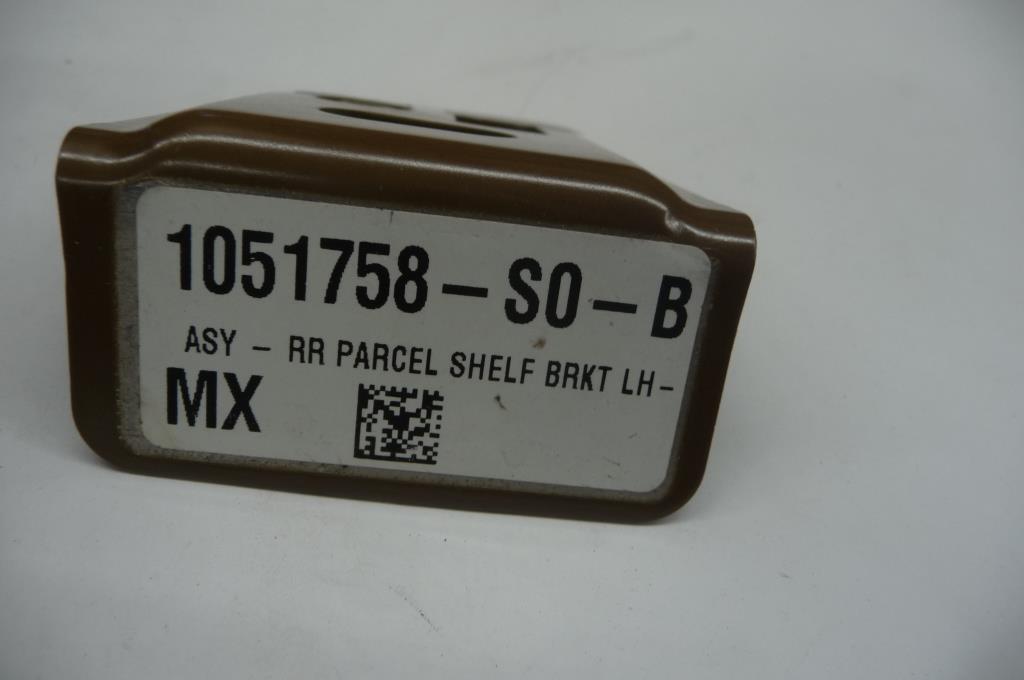 1051758-S0-B
ASY - RR PARCEL SHELF BRKT LH-
MX